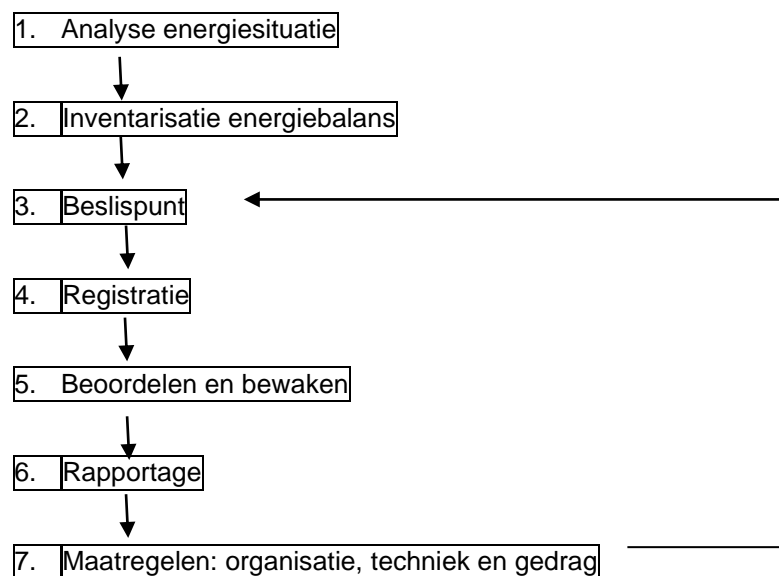 1. Analyse energiesituatie
2. Inventarisatie energiebalans
3. Beslispunt
4. Registratie
5. Beoordelen en bewaken
6. Rapportage
7. Maatregelen: organisatie, techniek en gedrag